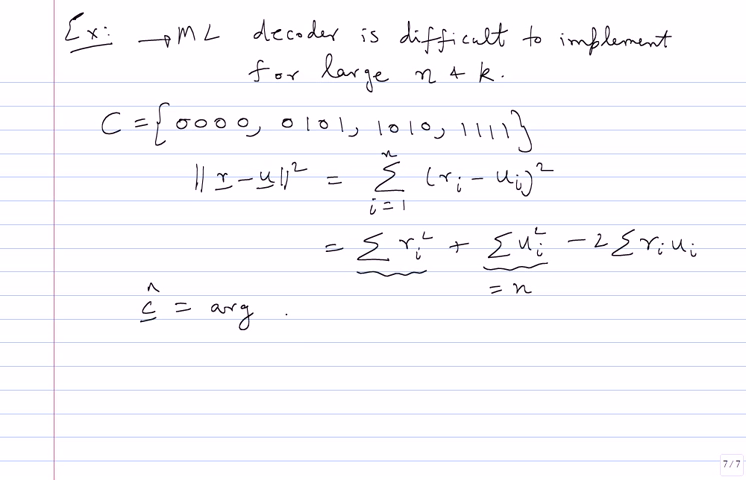 Ex: → ML decoder is difficult to implement
for large n & k.
C = {0000, 0101, 1010, 1111}
||r - u||² = ∑_{i=1}^{n} (r_i - u_i)²
= ∑ r_i² + ∑ u_i² - 2 ∑ r_i u_i
= n
ĉ = arg
7/7